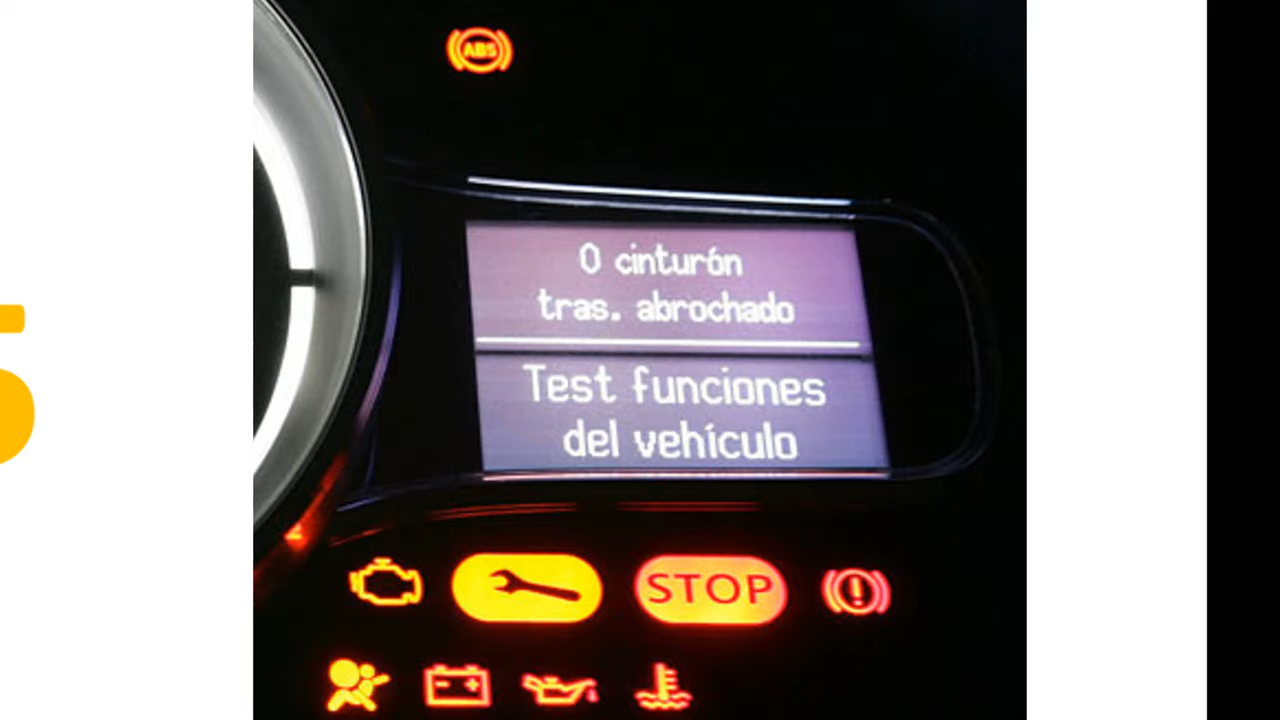 ABS
0 cinturón
tras. abrochado
Test funciones
del vehículo
STOP